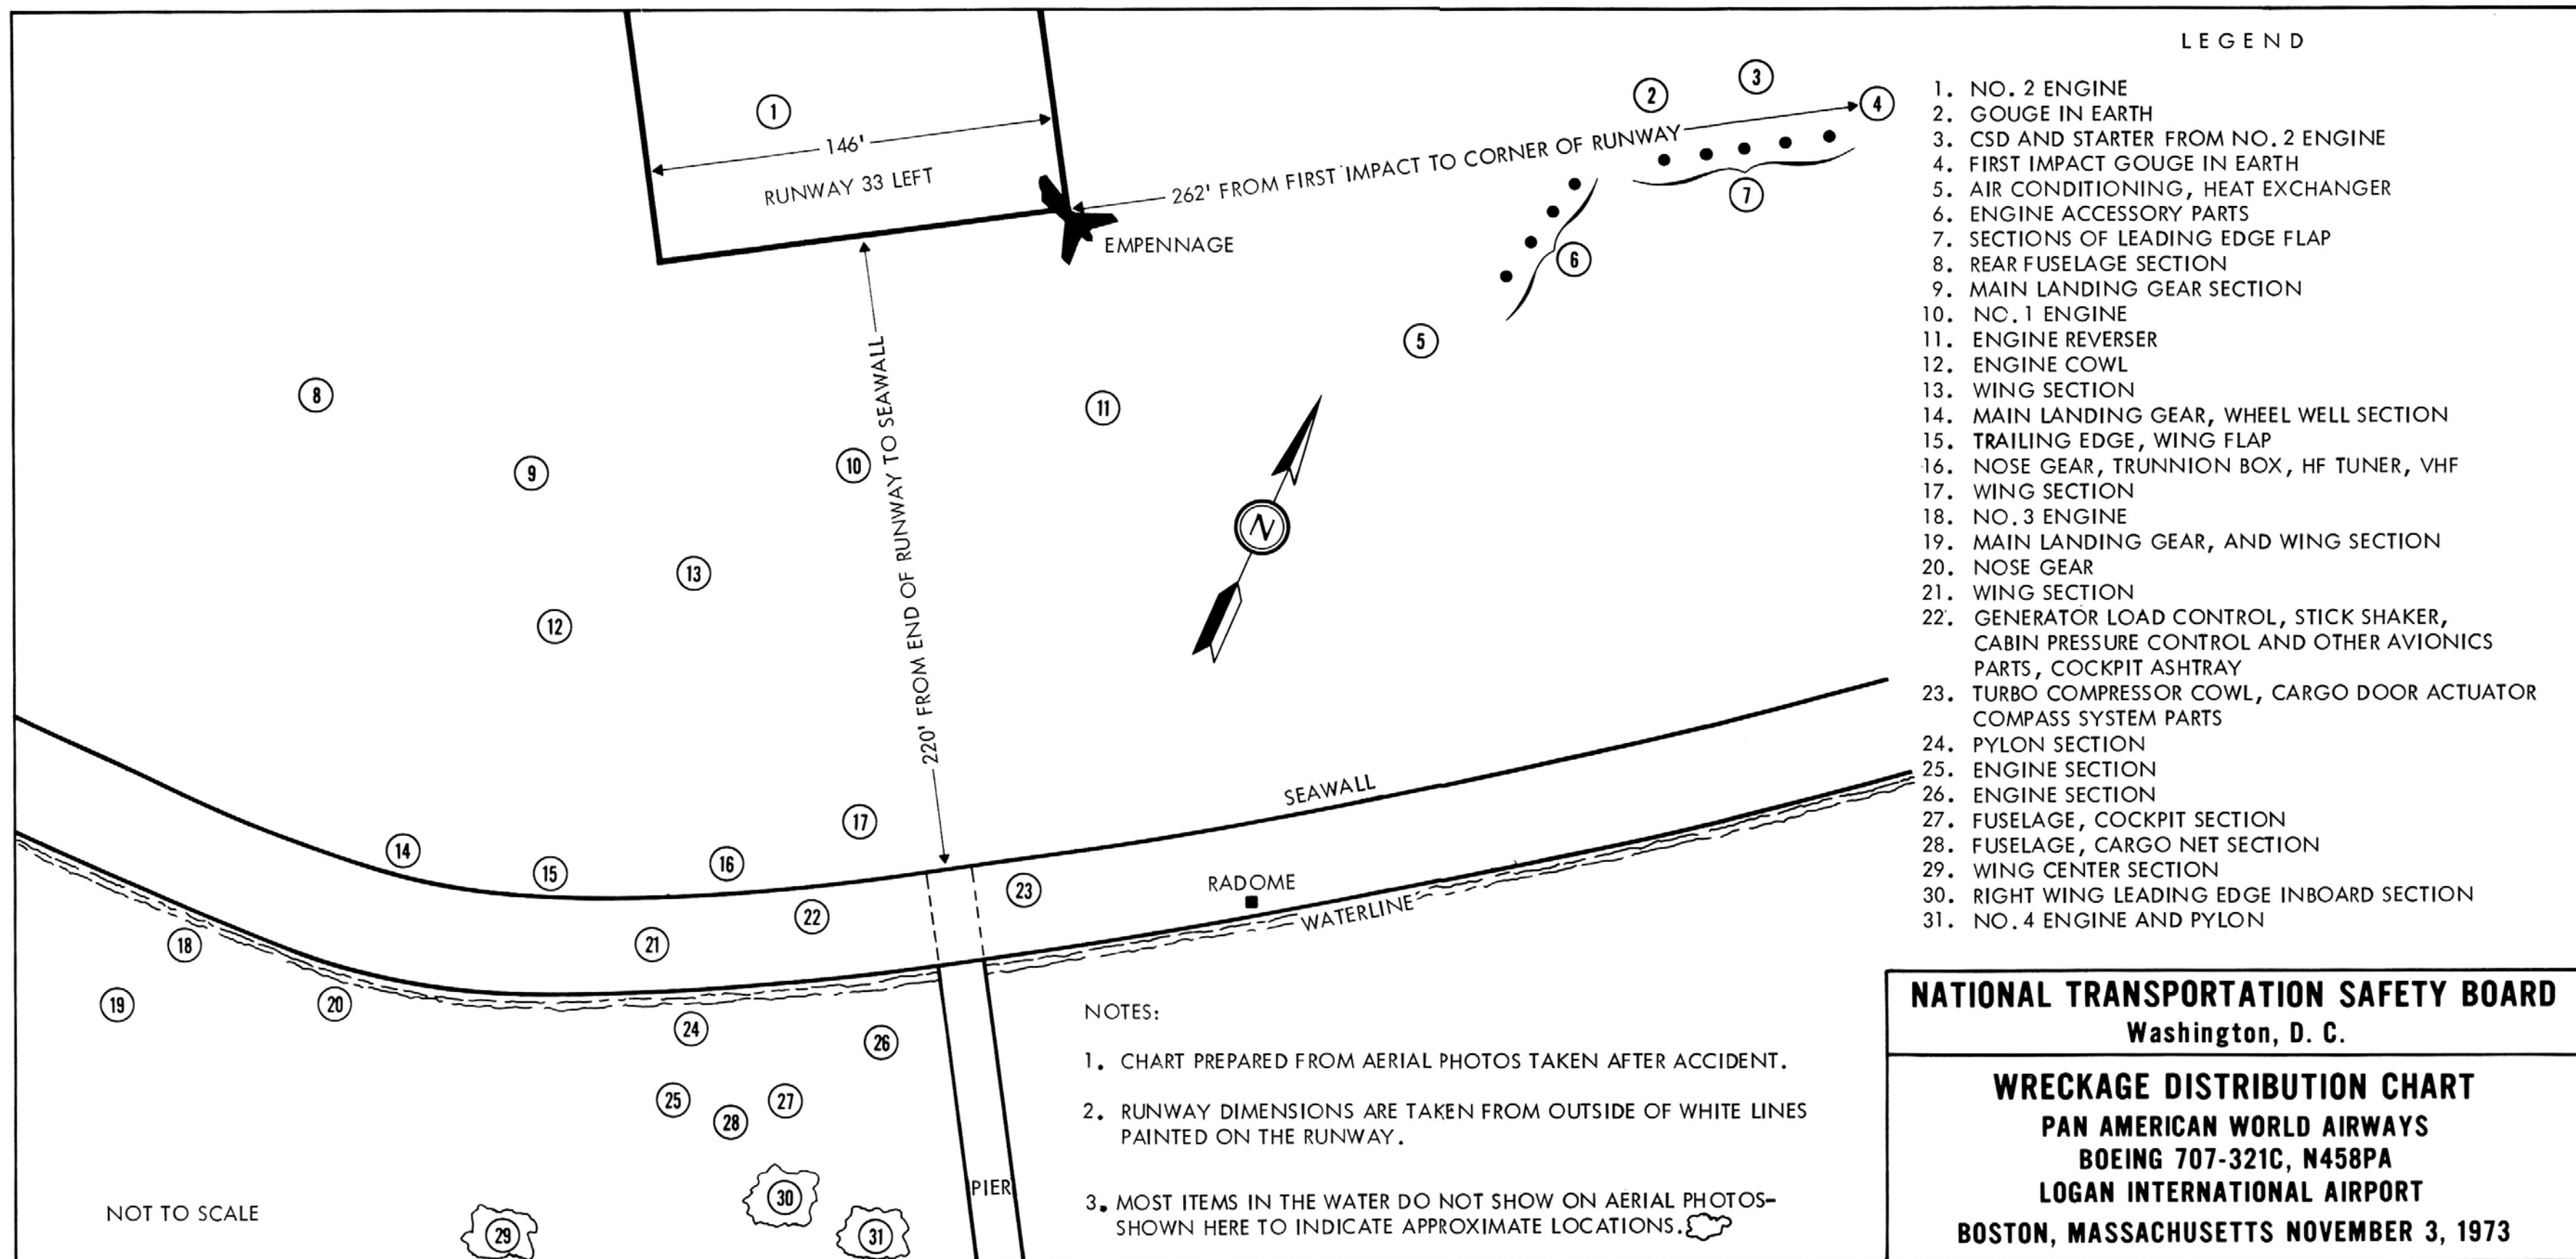 LEGEND
1. NO. 2 ENGINE
2. GOUGE IN EARTH
3. CSD AND STARTER FROM NO. 2 ENGINE
4. FIRST IMPACT GOUGE IN EARTH
5. AIR CONDITIONING, HEAT EXCHANGER
6. ENGINE ACCESSORY PARTS
7. SECTIONS OF LEADING EDGE FLAP
8. REAR FUSELAGE SECTION
9. MAIN LANDING GEAR SECTION
10. NO. 1 ENGINE
11. ENGINE REVERSER
12. ENGINE COWL
13. WING SECTION
14. MAIN LANDING GEAR, WHEEL WELL SECTION
15. TRAILING EDGE, WING FLAP
16. NOSE GEAR, TRUNNION BOX, HF TUNER, VHF
17. WING SECTION
18. NO. 3 ENGINE
19. MAIN LANDING GEAR, AND WING SECTION
20. NOSE GEAR
21. WING SECTION
22. GENERATOR LOAD CONTROL, STICK SHAKER,
CABIN PRESSURE CONTROL AND OTHER AVIONICS
PARTS, COCKPIT ASHTRAY
23. TURBO COMPRESSOR COWL, CARGO DOOR ACTUATOR
COMPASS SYSTEM PARTS
24. PYLON SECTION
25. ENGINE SECTION
26. ENGINE SECTION
27. FUSELAGE, COCKPIT SECTION
28. FUSELAGE, CARGO NET SECTION
29. WING CENTER SECTION
30. RIGHT WING LEADING EDGE INBOARD SECTION
31. NO. 4 ENGINE AND PYLON
1
146'
RUNWAY 33 LEFT
2
3
4
262' FROM FIRST IMPACT TO CORNER OF RUNWAY
7
EMPENNAGE
6
5
220' FROM END OF RUNWAY TO SEAWALL
8
11
9
10
N
13
12
SEAWALL
17
14
15
16
23
RADOME
22
WATERLINE
18
21
19
20
24
26
25
28
27
30
29
31
PIER
NOT TO SCALE
NOTES:
1. CHART PREPARED FROM AERIAL PHOTOS TAKEN AFTER ACCIDENT.
2. RUNWAY DIMENSIONS ARE TAKEN FROM OUTSIDE OF WHITE LINES
PAINTED ON THE RUNWAY.
3. MOST ITEMS IN THE WATER DO NOT SHOW ON AERIAL PHOTOS-
SHOWN HERE TO INDICATE APPROXIMATE LOCATIONS.
NATIONAL TRANSPORTATION SAFETY BOARD
Washington, D. C.
WRECKAGE DISTRIBUTION CHART
PAN AMERICAN WORLD AIRWAYS
BOEING 707-321C, N458PA
LOGAN INTERNATIONAL AIRPORT
BOSTON, MASSACHUSETTS NOVEMBER 3, 1973